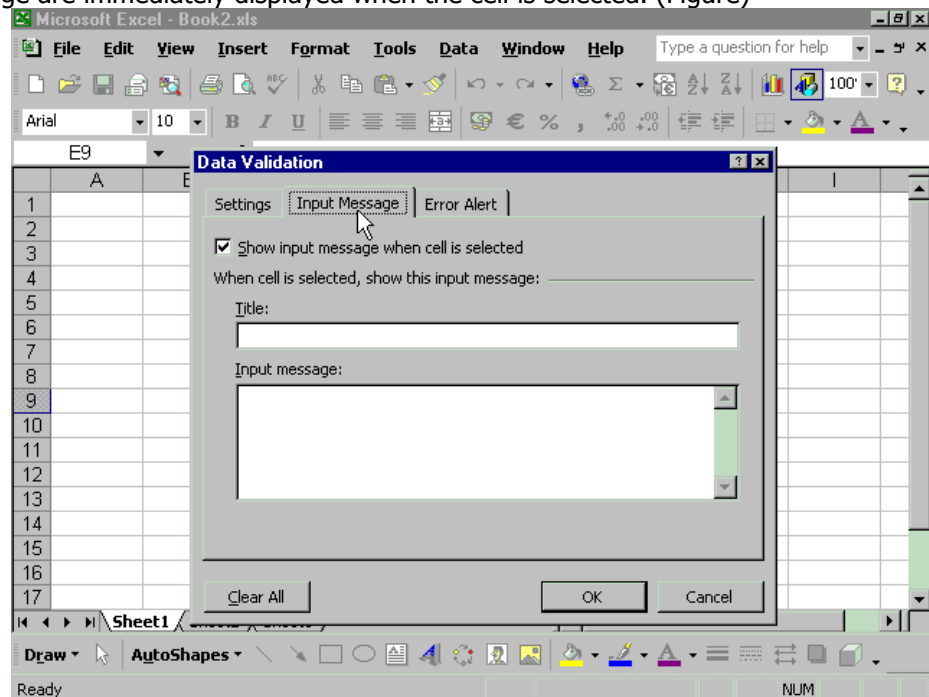 ge are immediately displayed when the cell is selected. (Figure)
Microsoft Excel - Book2.xls
File Edit View Insert Format Tools Data Window Help Type a question for help
100%
Arial 10 B I U € % ,
E9
Data Validation
A I
Settings Input Message Error Alert
1
2
Show input message when cell is selected
3
When cell is selected, show this input message:
4
5
Title:
6
7
Input message:
8
9
10
11
12
13
14
15
16
17
Clear All OK Cancel
Sheet1
Draw AutoShapes
Ready NUM